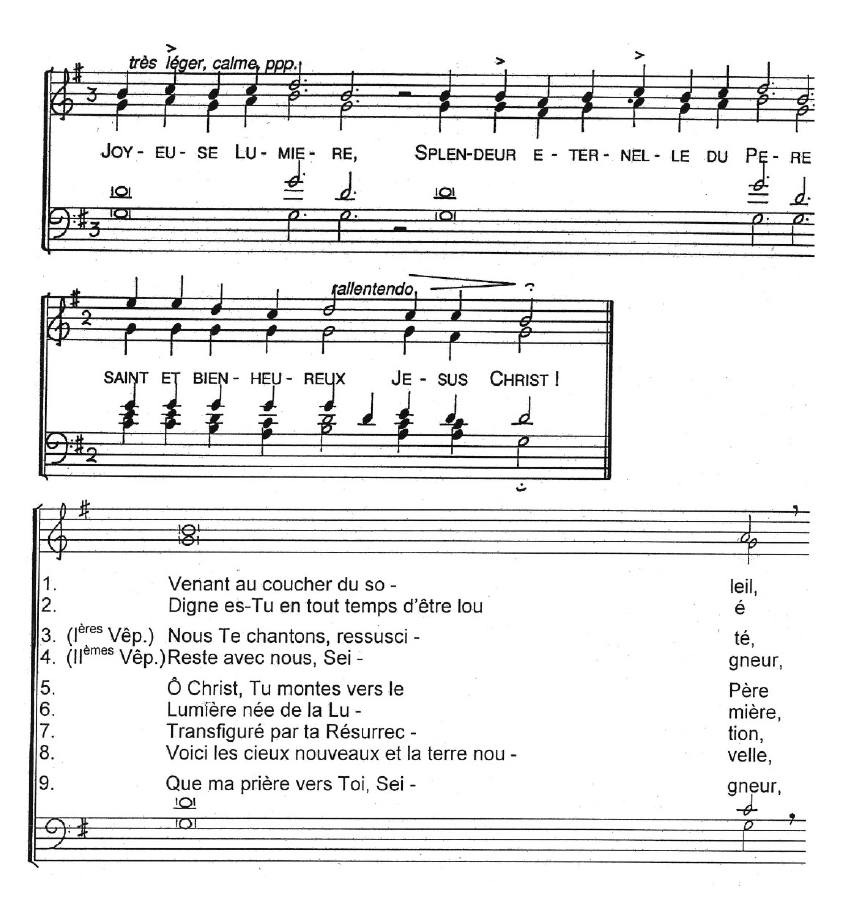 très léger, calme, ppp.
3
JOY - EU - SE LU - MIE - RE, SPLEN-DEUR E - TER - NEL - LE DU PE - RE
3
rallentendo
2
SAINT ET BIEN - HEU - REUX JE - SUS CHRIST !
2
1. Venant au coucher du so - leil,
2. Digne es-Tu en tout temps d'être lou é
3. (Ières Vêp.) Nous Te chantons, ressusci - té,
4. (IIèmes Vêp.) Reste avec nous, Sei - gneur,
5. Ô Christ, Tu montes vers le Père
6. Lumière née de la Lu - mière,
7. Transfiguré par ta Résurrec - tion,
8. Voici les cieux nouveaux et la terre nou - velle,
9. Que ma prière vers Toi, Sei - gneur,